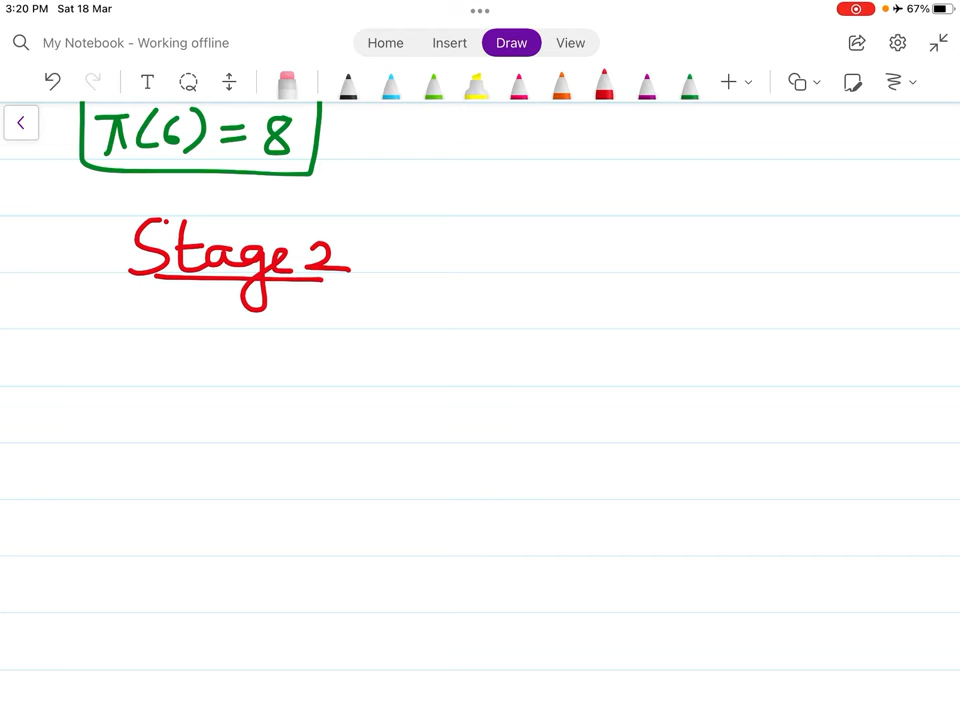 3:20 PM Sat 18 Mar
67%
My Notebook - Working offline
Home Insert Draw View
T
π(6) = 8
Stage 2